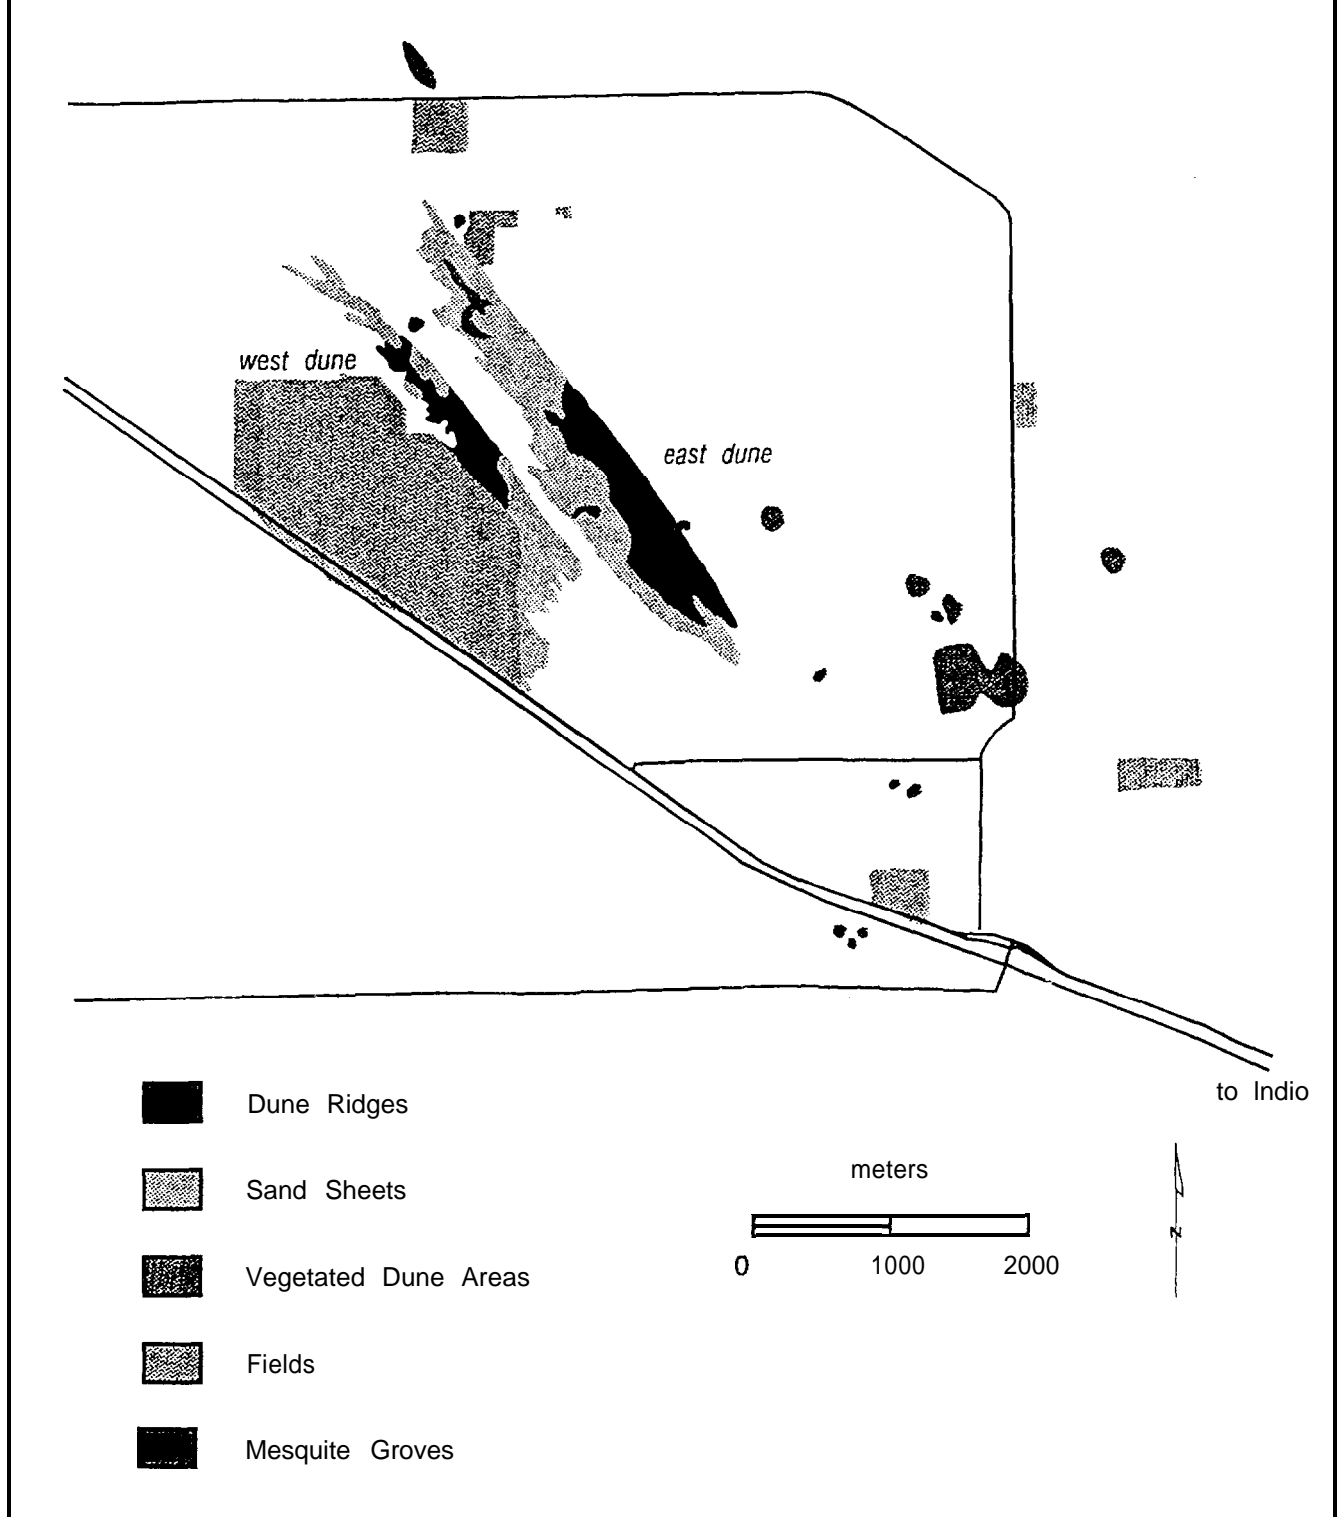 west dune
east dune
to Indio
Dune Ridges
Sand Sheets
Vegetated Dune Areas
Fields
Mesquite Groves
meters
0 1000 2000
N